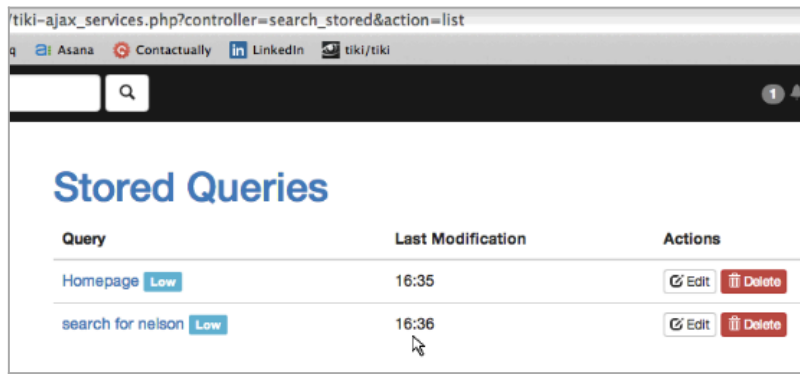 /tiki-ajax_services.php?controller=search_stored&action=list
q Asana Contactually LinkedIn tiki/tiki
1
Stored Queries
Query Last Modification Actions
Homepage Low 16:35 Edit Delete
search for nelson Low 16:36 Edit Delete